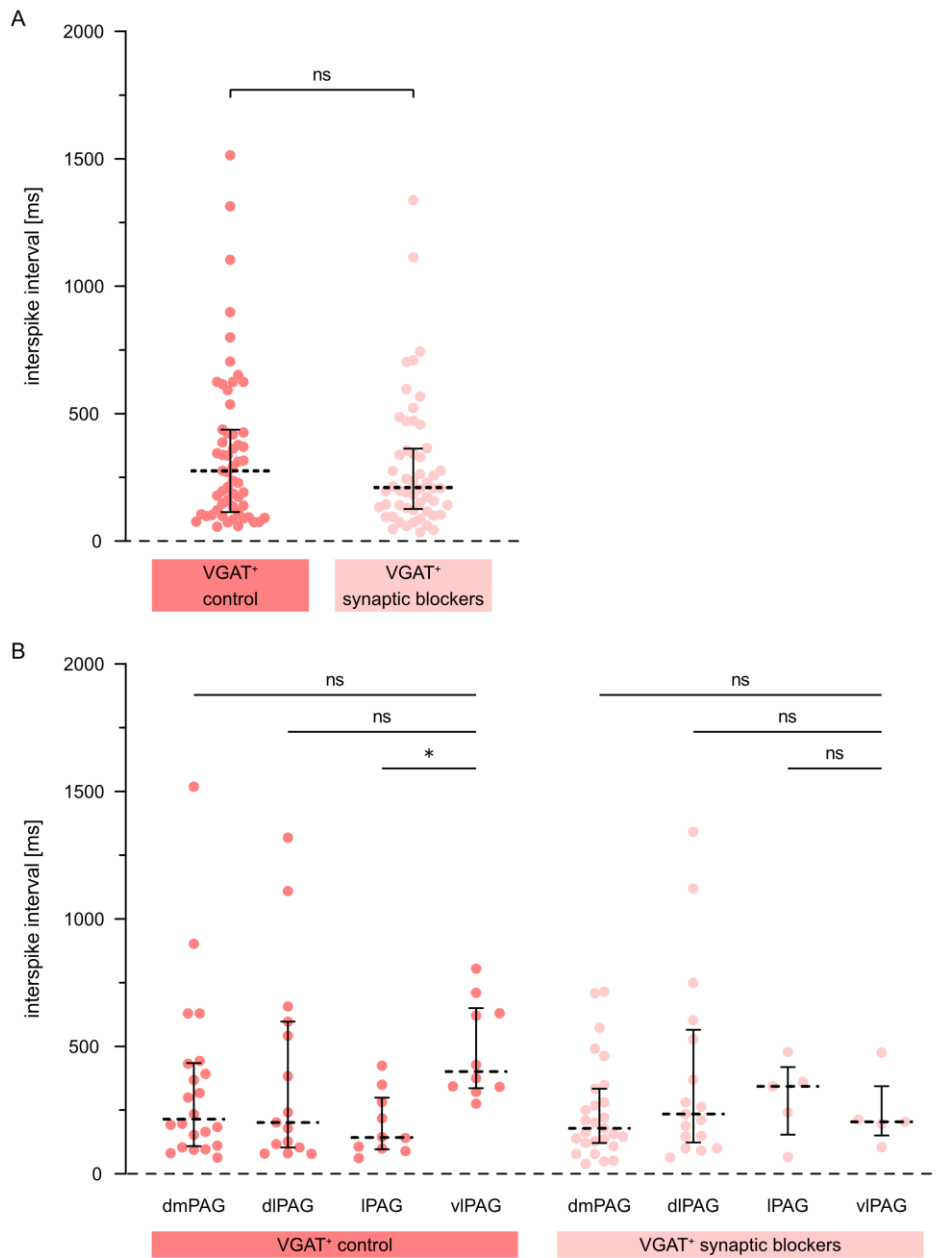 A
2000
ns
1500
1000
500
0
interspike interval [ms]
VGAT⁺
control
VGAT⁺
synaptic blockers
B
2000
ns
ns
ns
ns
*
ns
1500
1000
500
0
interspike interval [ms]
dmPAG dlPAG lPAG vlPAG dmPAG dlPAG lPAG vlPAG
VGAT⁺ control VGAT⁺ synaptic blockers